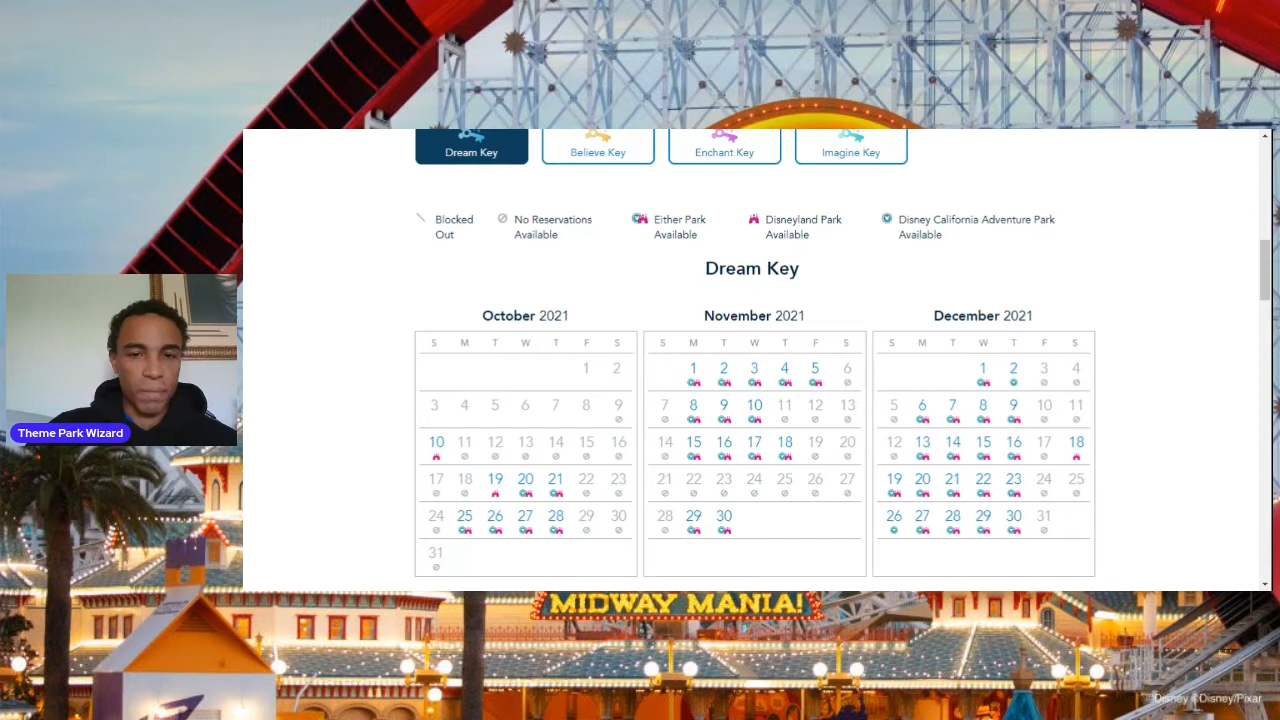 Dream Key
Believe Key
Enchant Key
Imagine Key
Blocked Out
No Reservations Available
Either Park Available
Disneyland Park Available
Disney California Adventure Park Available
Dream Key
October 2021
S M T W T F S
1 2
3 4 5 6 7 8 9
10 11 12 13 14 15 16
17 18 19 20 21 22 23
24 25 26 27 28 29 30
31
November 2021
S M T W T F S
1 2 3 4 5 6
7 8 9 10 11 12 13
14 15 16 17 18 19 20
21 22 23 24 25 26 27
28 29 30
December 2021
S M T W T F S
1 2 3 4
5 6 7 8 9 10 11
12 13 14 15 16 17 18
19 20 21 22 23 24 25
26 27 28 29 30 31
Theme Park Wizard
MIDWAY MANIA!
©Disney ©Disney/Pixar